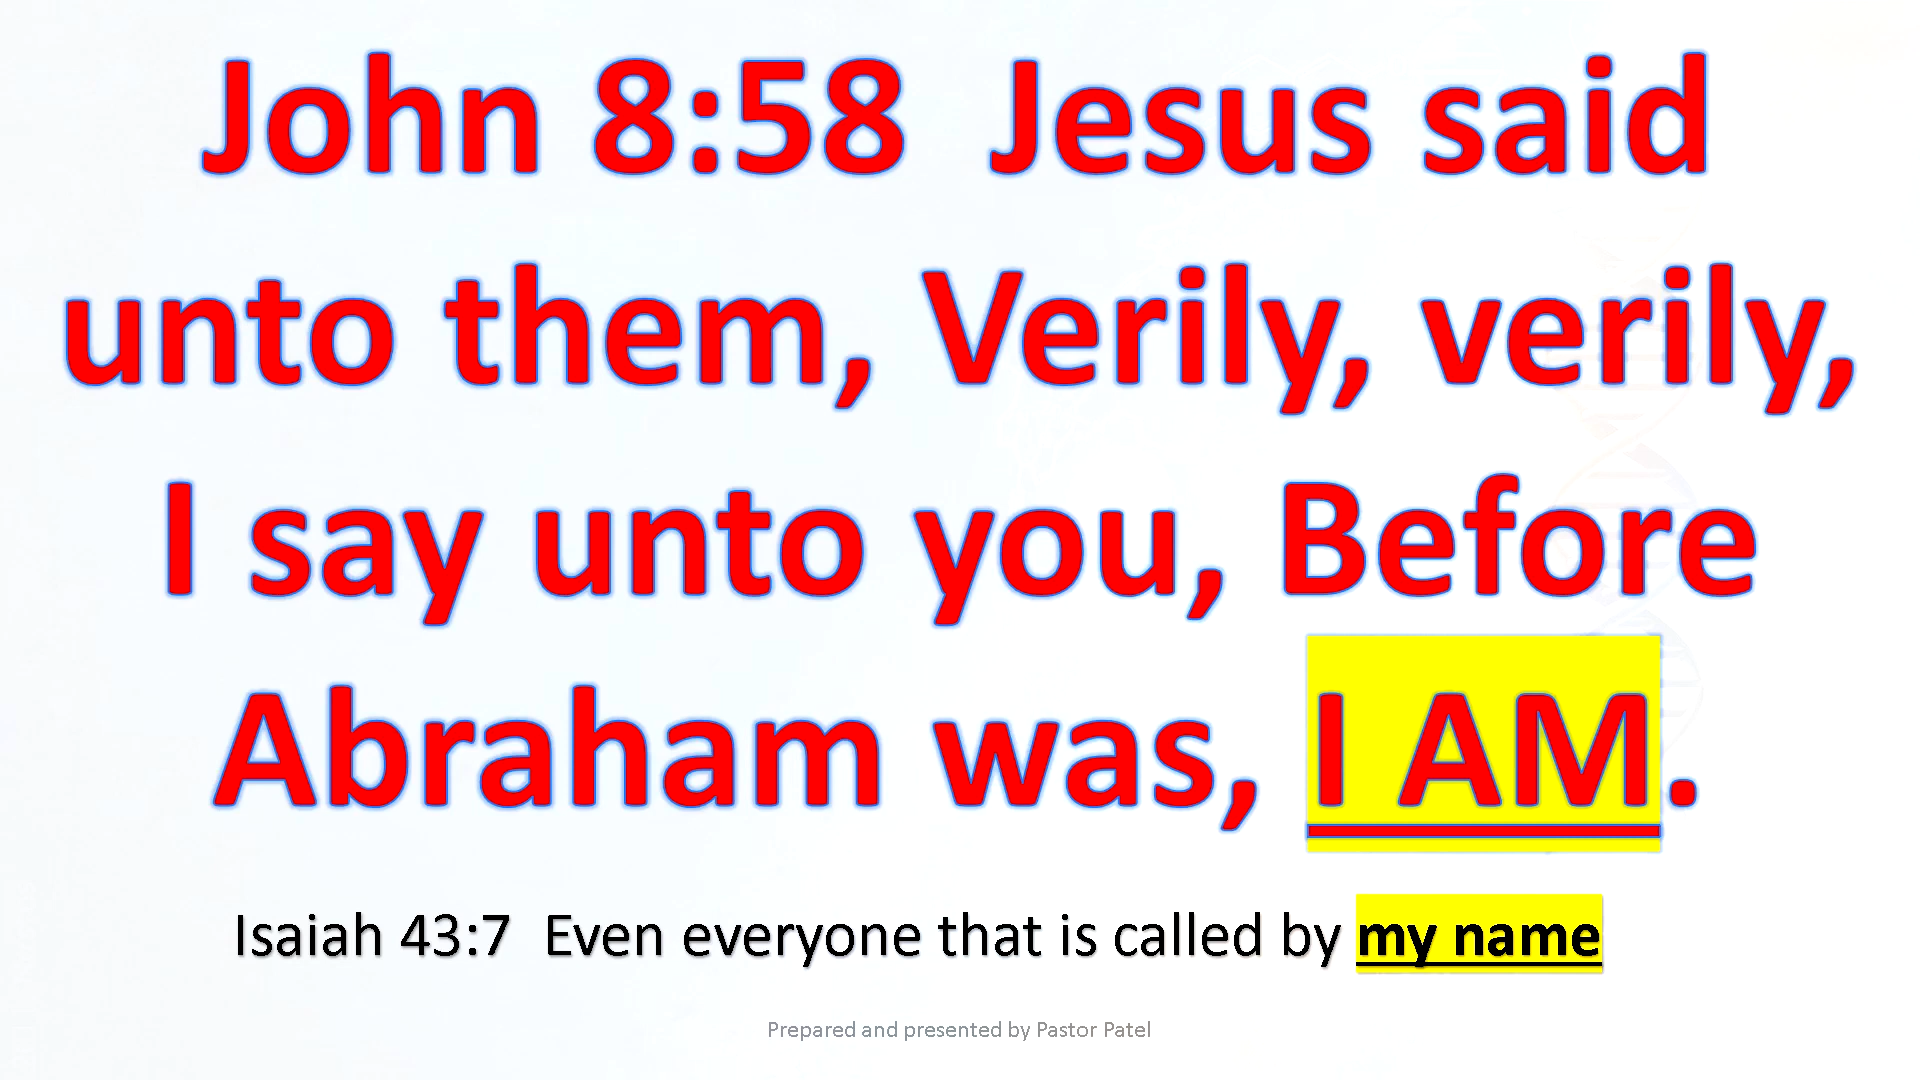 John 8:58  Jesus said
unto them, Verily, verily,
I say unto you, Before
Abraham was, I AM.
Isaiah 43:7  Even everyone that is called by my name
Prepared and presented by Pastor Patel